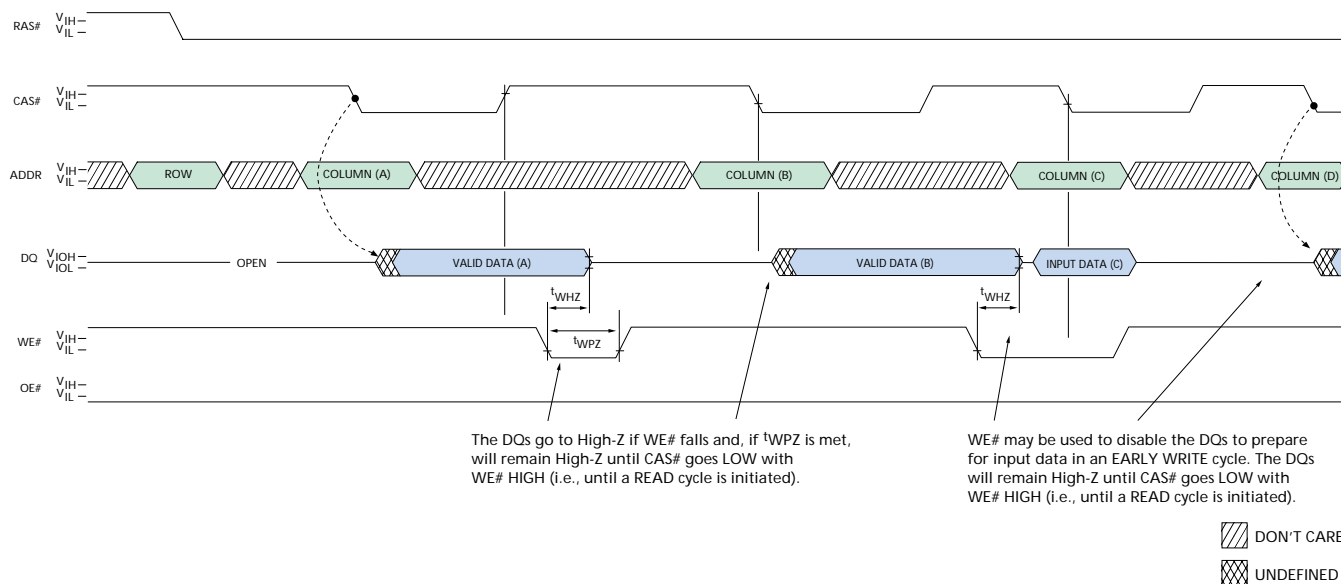 RAS# VIH VIL
CAS# VIH VIL
ADDR VIH VIL ROW COLUMN (A) COLUMN (B) COLUMN (C) COLUMN (D)
DQ VIOH VIOL OPEN VALID DATA (A) VALID DATA (B) INPUT DATA (C)
tWHZ tWHZ
tWPZ
WE# VIH VIL
OE# VIH VIL
The DQs go to High-Z if WE# falls and, if tWPZ is met,
will remain High-Z until CAS# goes LOW with
WE# HIGH (i.e., until a READ cycle is initiated).
WE# may be used to disable the DQs to prepare
for input data in an EARLY WRITE cycle. The DQs
will remain High-Z until CAS# goes LOW with
WE# HIGH (i.e., until a READ cycle is initiated).
DON'T CARE
UNDEFINED